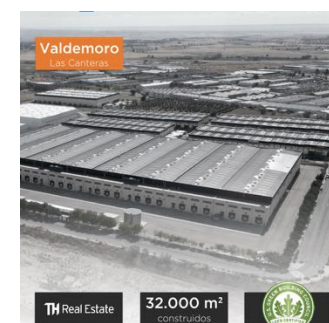 Valdemoro
Las Canteras
TH Real Estate
32.000 m²
construidos